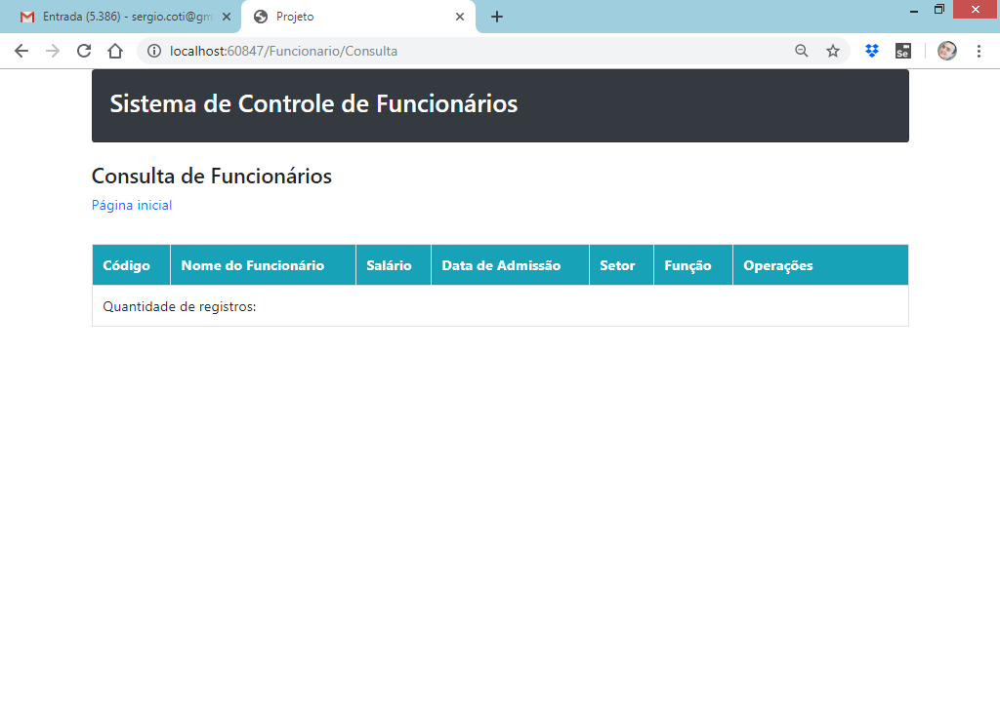 Entrada (5.386) - sergio.coti@gm
Projeto
localhost:60847/Funcionario/Consulta
Se
Sistema de Controle de Funcionários
Consulta de Funcionários
Página inicial
Código Nome do Funcionário Salário Data de Admissão Setor Função Operações
Quantidade de registros: